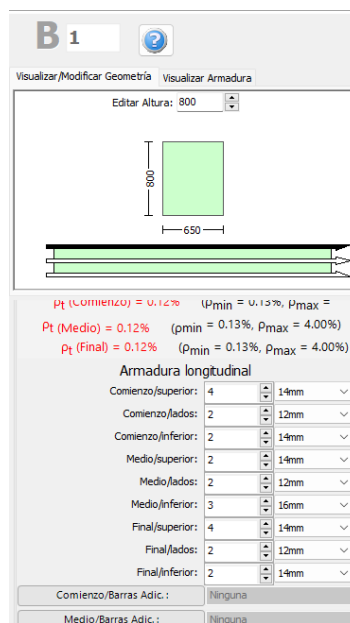 B 1
Visualizar/Modificar Geometría Visualizar Armadura
Editar Altura: 800
800
650
ρt (Comienzo) = 0.12% (ρmin = 0.13%, ρmax =
ρt (Medio) = 0.12% (ρmin = 0.13%, ρmax = 4.00%)
ρt (Final) = 0.12% (ρmin = 0.13%, ρmax = 4.00%)
Armadura longitudinal
Comienzo/superior: 4 14mm
Comienzo/lados: 2 12mm
Comienzo/inferior: 2 14mm
Medio/superior: 2 14mm
Medio/lados: 2 12mm
Medio/inferior: 3 16mm
Final/superior: 4 14mm
Final/lados: 2 12mm
Final/inferior: 2 14mm
Comienzo/Barras Adic.: Ninguna
Medio/Barras Adic.: Ninguna